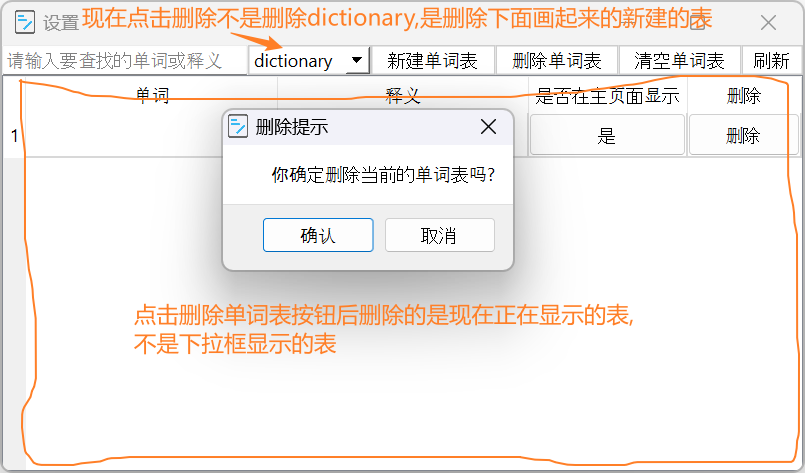 设置
现在点击删除不是删除dictionary,是删除下面画起来的新建的表
请输入要查找的单词或释义
dictionary
新建单词表
删除单词表
清空单词表
刷新
单词
释义
是否在主页面显示
删除
1
是
删除
删除提示
你确定删除当前的单词表吗?
确认
取消
点击删除单词表按钮后删除的是现在正在显示的表,
不是下拉框显示的表